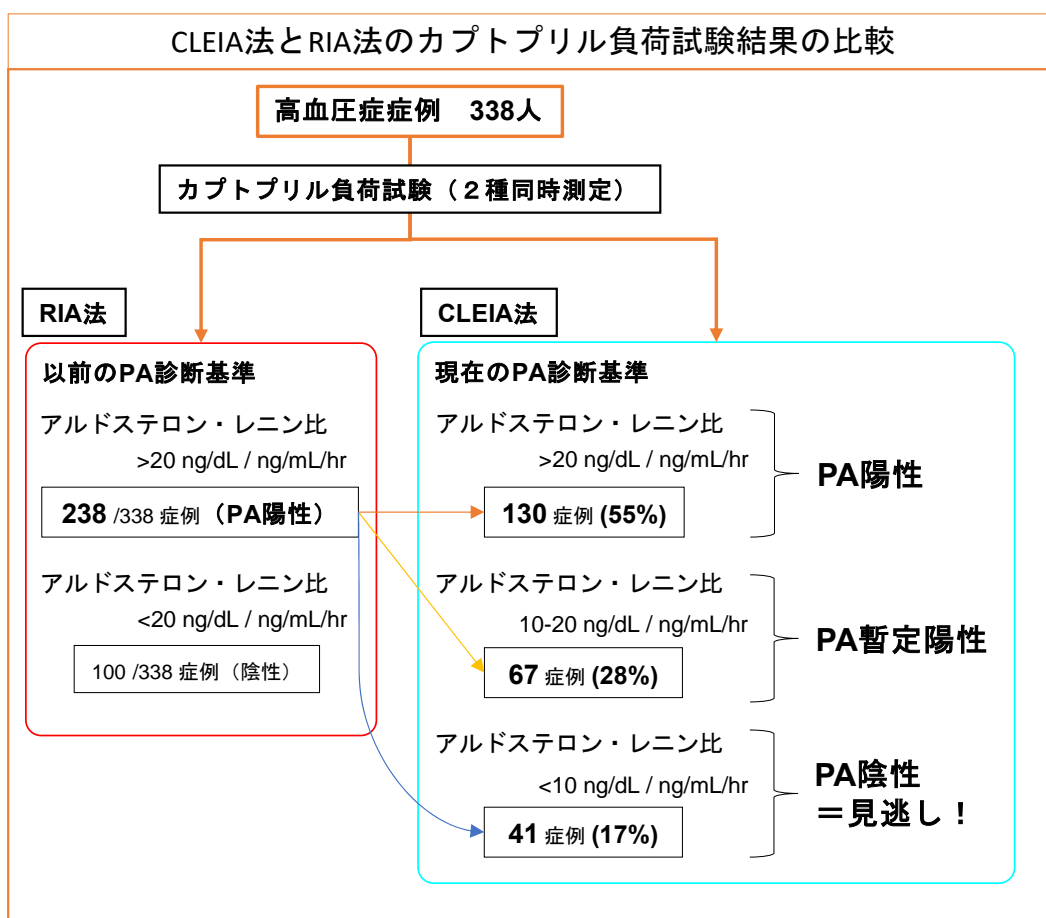 CLEIA法とRIA法のカプトプリル負荷試験結果の比較
高血圧症症例　338人
カプトプリル負荷試験（２種同時測定）
RIA法
以前のPA診断基準
アルドステロン・レニン比
>20 ng/dL / ng/mL/hr
238 /338 症例（PA陽性）
アルドステロン・レニン比
<20 ng/dL / ng/mL/hr
100 /338 症例（陰性）
CLEIA法
現在のPA診断基準
アルドステロン・レニン比
>20 ng/dL / ng/mL/hr
130 症例 (55%)
PA陽性
アルドステロン・レニン比
10-20 ng/dL / ng/mL/hr
67 症例 (28%)
PA暫定陽性
アルドステロン・レニン比
<10 ng/dL / ng/mL/hr
41 症例 (17%)
PA陰性
＝見逃し！